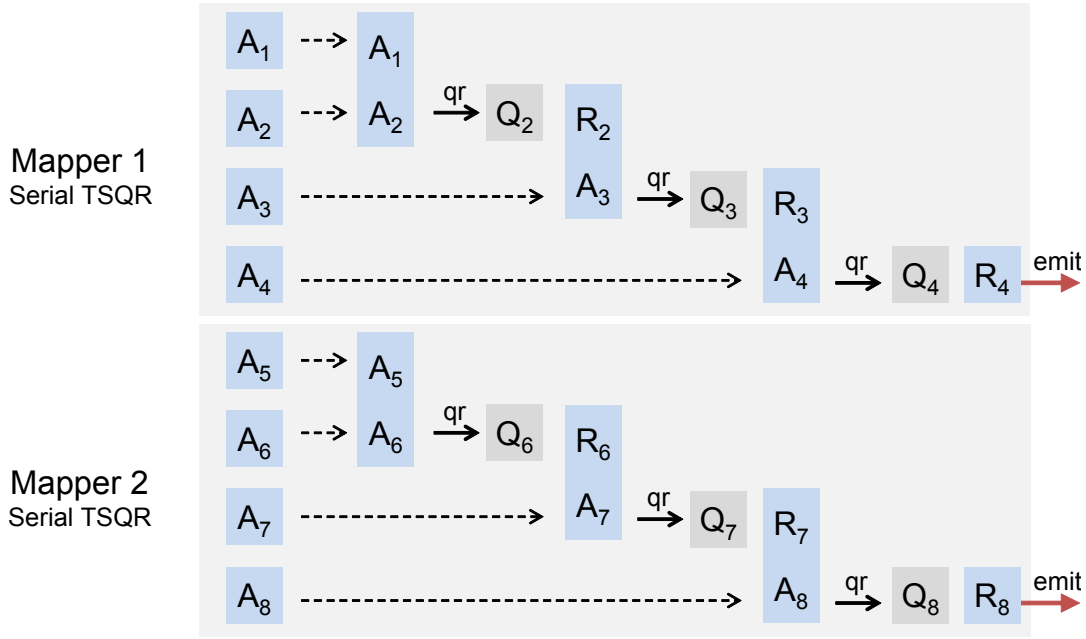 A₁ A₁
qr
A₂ A₂ Q₂ R₂
Mapper 1
Serial TSQR
qr
A₃ A₃ Q₃ R₃
qr emit
A₄ A₄ Q₄ R₄
A₅ A₅
qr
A₆ A₆ Q₆ R₆
Mapper 2
Serial TSQR
qr
A₇ A₇ Q₇ R₇
qr emit
A₈ A₈ Q₈ R₈